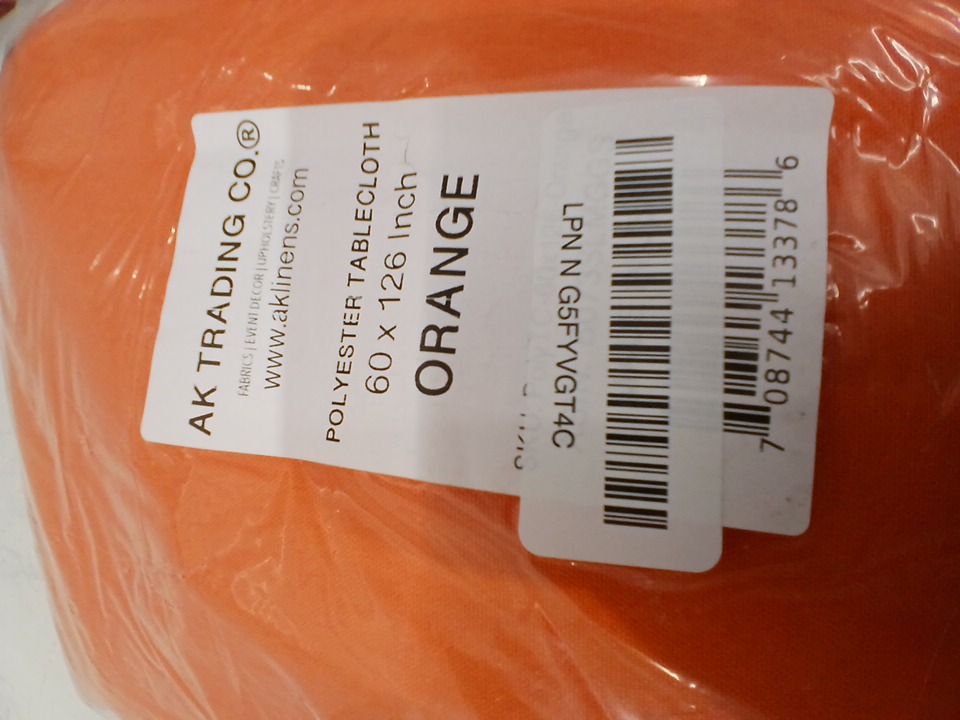 AK TRADING CO.®
FABRICS | EVENT DECOR | UPHOLSTERY | CRAFTS
www.aklinens.com
POLYESTER TABLECLOTH
60 x 126 Inch
ORANGE
LPN N G5FYVGT4C
7 08744 13378 6